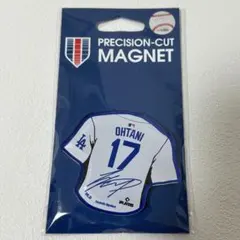 PRECISION-CUT
MAGNET
OHTANI
LA
17